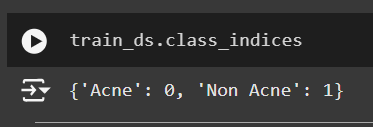 train_ds.class_indices
{'Acne': 0, 'Non Acne': 1}